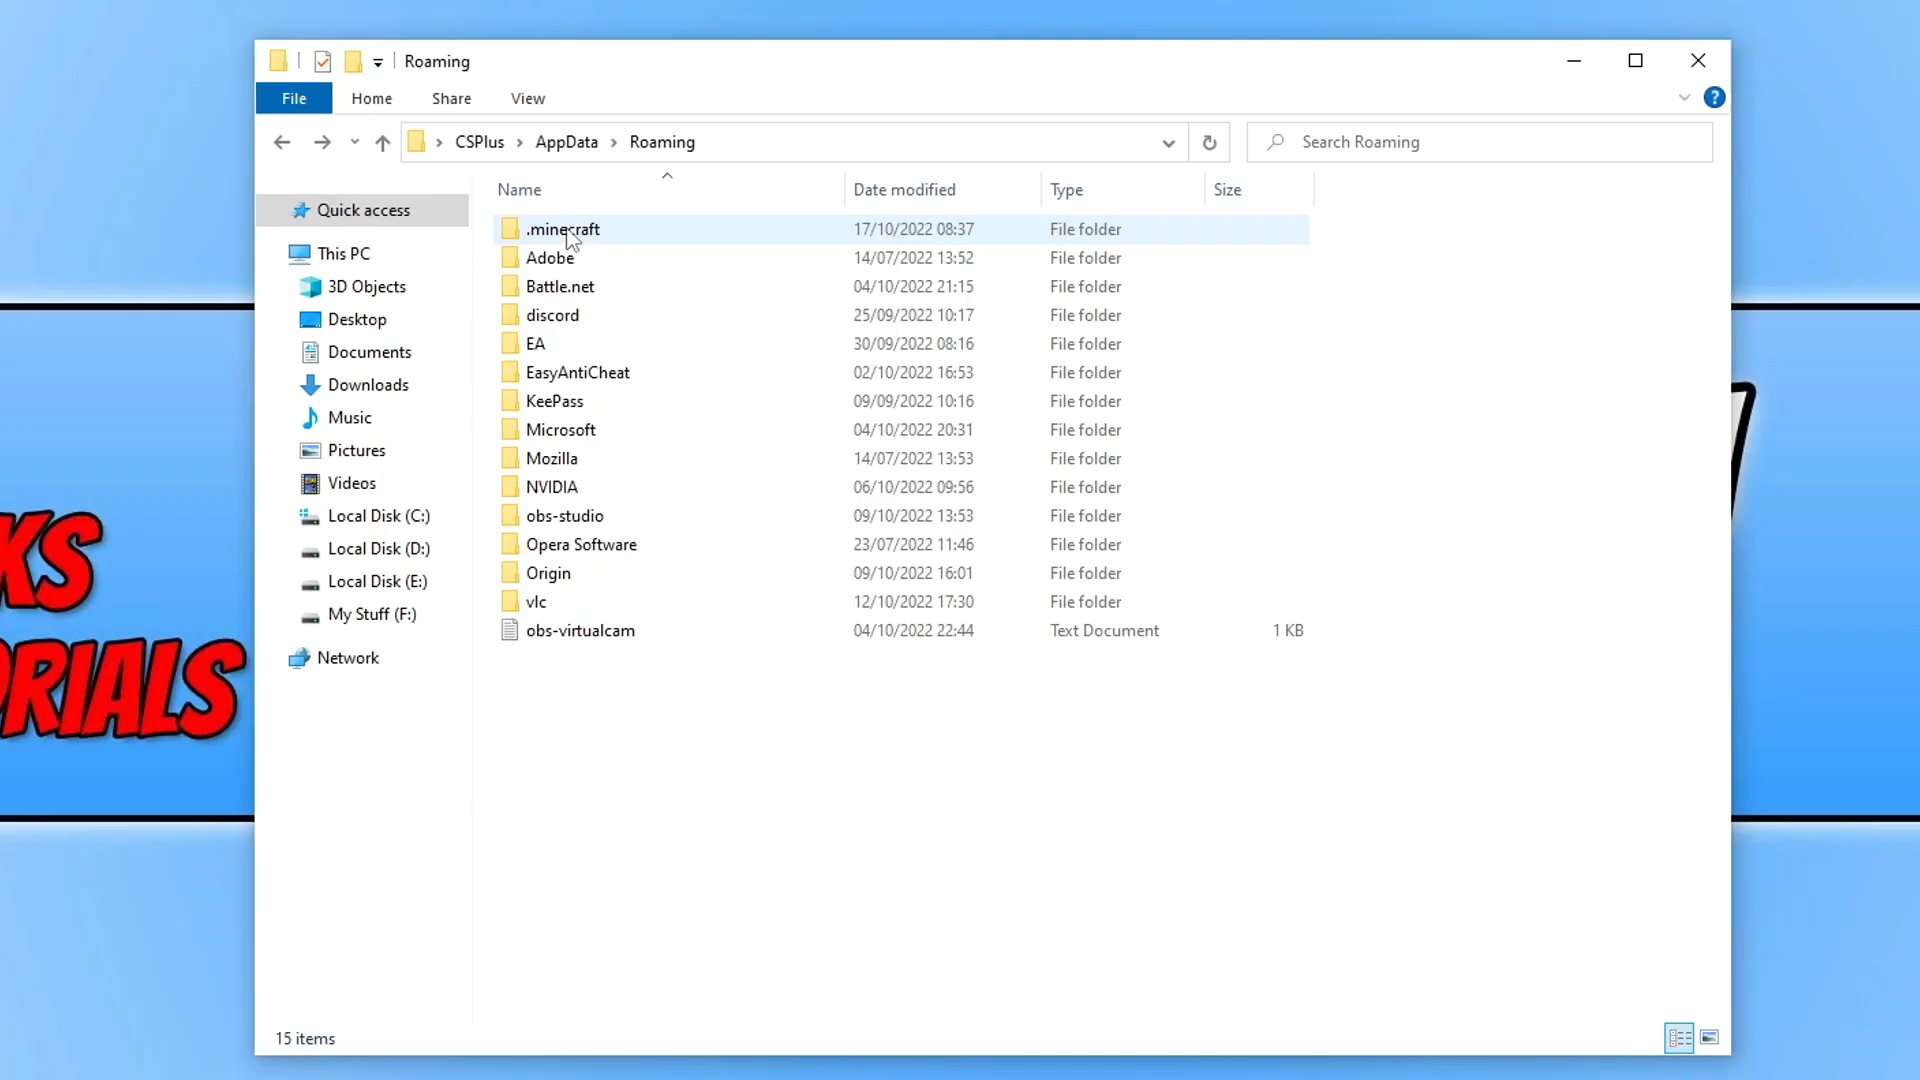 Roaming
File Home Share View ?
CSPlus > AppData > Roaming Search Roaming
Name Date modified Type Size
Quick access
This PC
3D Objects
Desktop
Documents
Downloads
Music
Pictures
Videos
Local Disk (C:)
Local Disk (D:)
Local Disk (E:)
My Stuff (F:)
Network
.minecraft 17/10/2022 08:37 File folder
Adobe 14/07/2022 13:52 File folder
Battle.net 04/10/2022 21:15 File folder
discord 25/09/2022 10:17 File folder
EA 30/09/2022 08:16 File folder
EasyAntiCheat 02/10/2022 16:53 File folder
KeePass 09/09/2022 10:16 File folder
Microsoft 04/10/2022 20:31 File folder
Mozilla 14/07/2022 13:53 File folder
NVIDIA 06/10/2022 09:56 File folder
obs-studio 09/10/2022 13:53 File folder
Opera Software 23/07/2022 11:46 File folder
Origin 09/10/2022 16:01 File folder
vlc 12/10/2022 17:30 File folder
obs-virtualcam 04/10/2022 22:44 Text Document 1 KB
15 items
KS
ORIALS